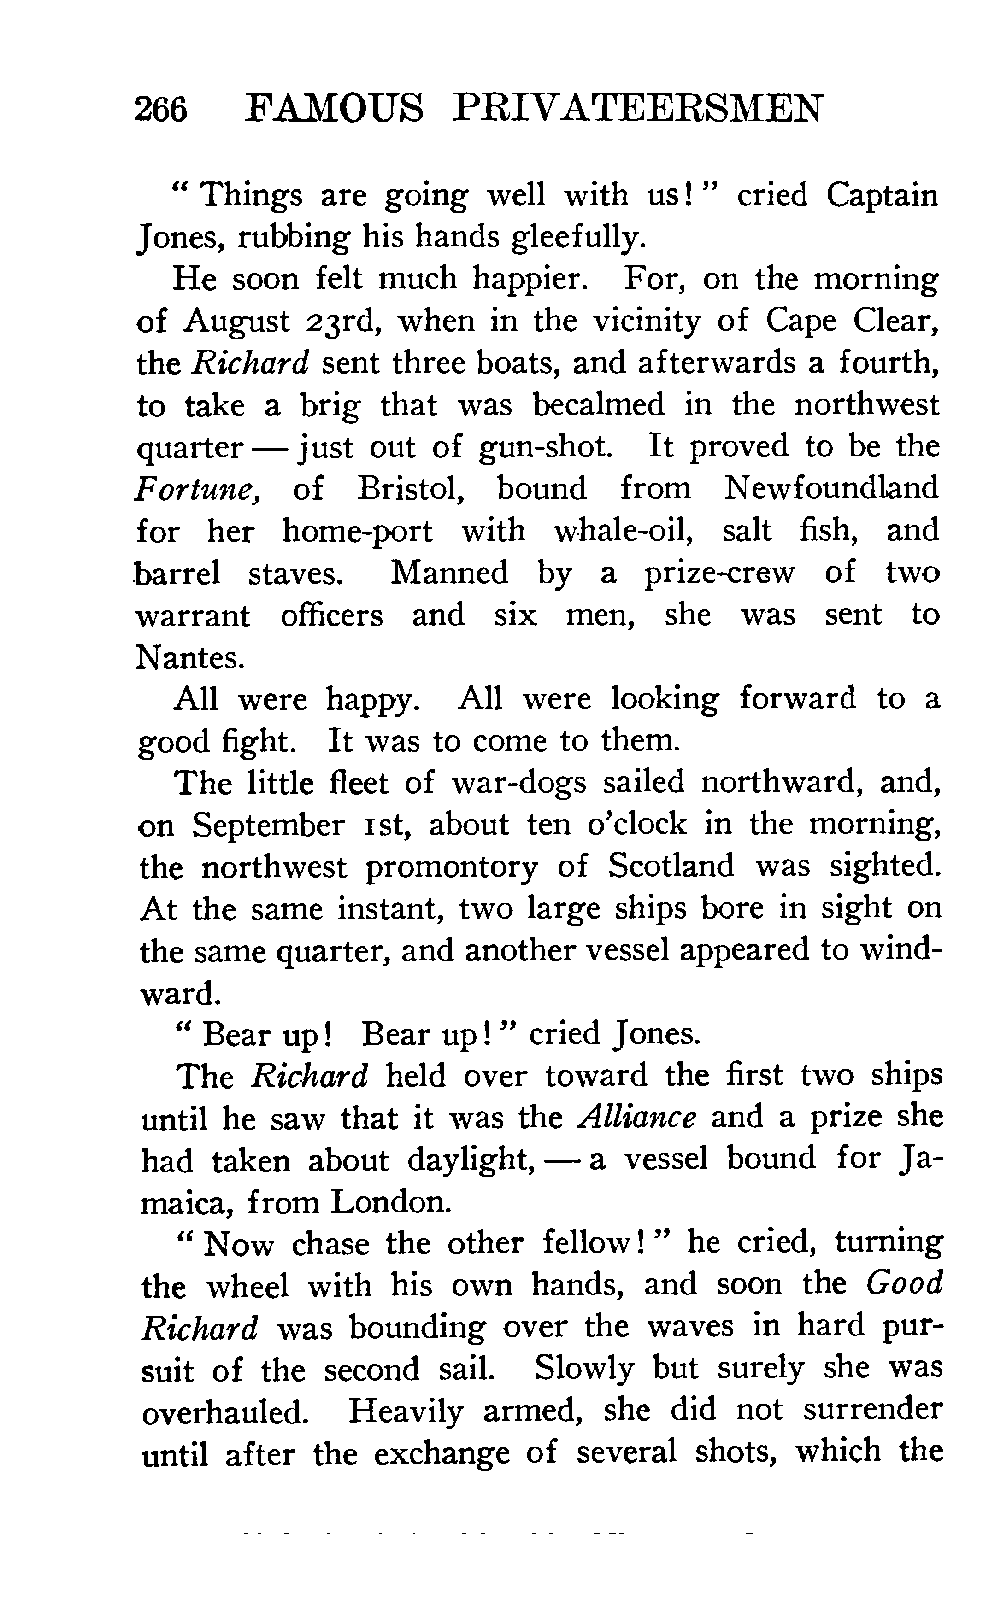 266 FAMOUS PRIVATEERSMEN
" Things are going well with us! " cried Captain
Jones, rubbing his hands gleefully.
He soon felt much happier. For, on the morning
of August 23rd, when in the vicinity of Cape Clear,
the Richard sent three boats, and afterwards a fourth,
to take a brig that was becalmed in the northwest
quarter — just out of gun-shot. It proved to be the
Fortune, of Bristol, bound from Newfoundland
for her home-port with whale-oil, salt fish, and
barrel staves. Manned by a prize-crew of two
warrant officers and six men, she was sent to
Nantes.
All were happy. All were looking forward to a
good fight. It was to come to them.
The little fleet of war-dogs sailed northward, and,
on September 1st, about ten o'clock in the morning,
the northwest promontory of Scotland was sighted.
At the same instant, two large ships bore in sight on
the same quarter, and another vessel appeared to wind-
ward.
" Bear up! Bear up! " cried Jones.
The Richard held over toward the first two ships
until he saw that it was the Alliance and a prize she
had taken about daylight, — a vessel bound for Ja-
maica, from London.
" Now chase the other fellow! " he cried, turning
the wheel with his own hands, and soon the Good
Richard was bounding over the waves in hard pur-
suit of the second sail. Slowly but surely she was
overhauled. Heavily armed, she did not surrender
until after the exchange of several shots, which the